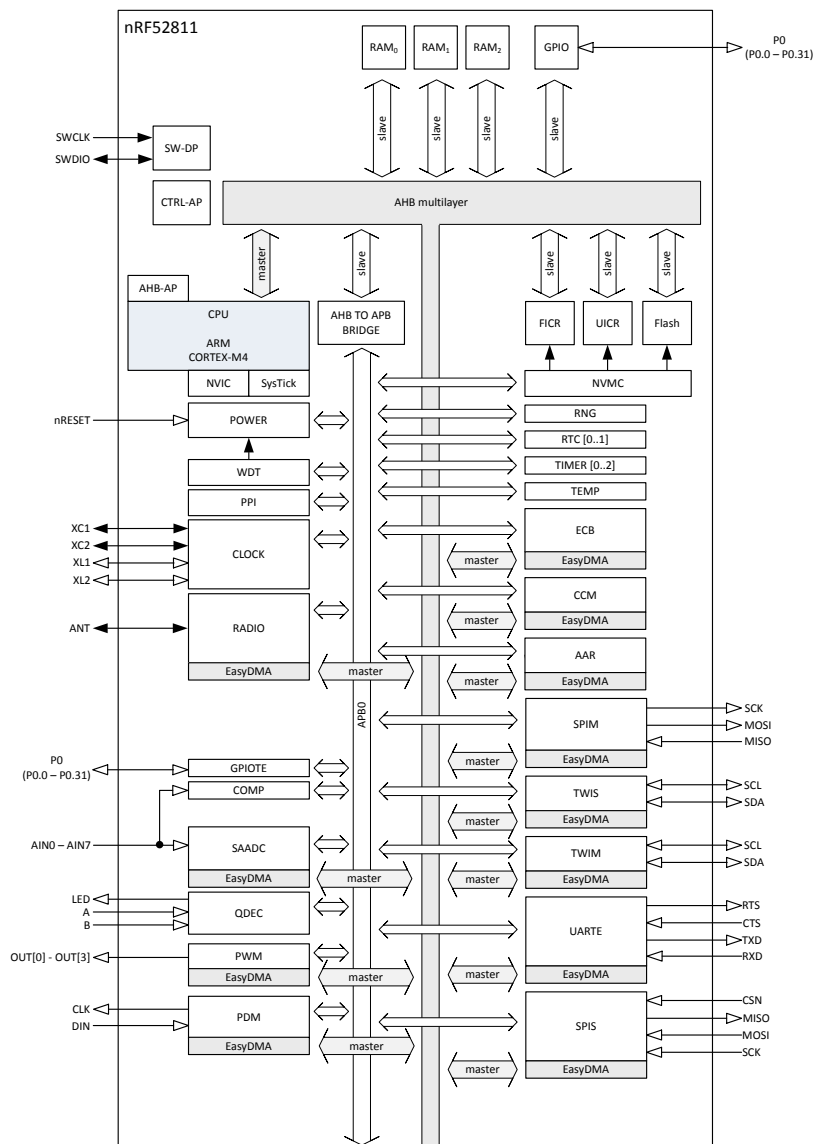 nRF52811
P0
(P0.0 – P0.31)
RAM0
RAM1
RAM2
GPIO
slave
slave
slave
slave
SWCLK
SWDIO
SW-DP
CTRL-AP
AHB multilayer
master
slave
slave
slave
slave
AHB-AP
CPU
ARM
CORTEX-M4
NVIC
SysTick
AHB TO APB
BRIDGE
FICR
UICR
Flash
NVMC
nRESET
POWER
RNG
RTC [0..1]
WDT
TIMER [0..2]
PPI
TEMP
XC1
XC2
XL1
XL2
CLOCK
ECB
master
EasyDMA
ANT
RADIO
EasyDMA
master
CCM
master
EasyDMA
AAR
master
EasyDMA
APB0
SPIM
master
EasyDMA
SCK
MOSI
MISO
P0
(P0.0 – P0.31)
GPIOTE
COMP
TWIS
master
EasyDMA
SCL
SDA
AIN0 – AIN7
SAADC
EasyDMA
master
TWIM
master
EasyDMA
SCL
SDA
LED
A
B
QDEC
UARTE
master
EasyDMA
RTS
CTS
TXD
RXD
OUT[0] - OUT[3]
PWM
EasyDMA
master
CLK
DIN
PDM
EasyDMA
master
SPIS
master
EasyDMA
CSN
MISO
MOSI
SCK